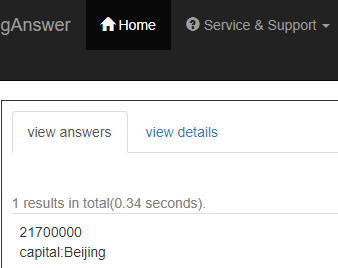 gAnswer
Home
Service & Support
view answers
view details
1 results in total(0.34 seconds).
21700000
capital:Beijing